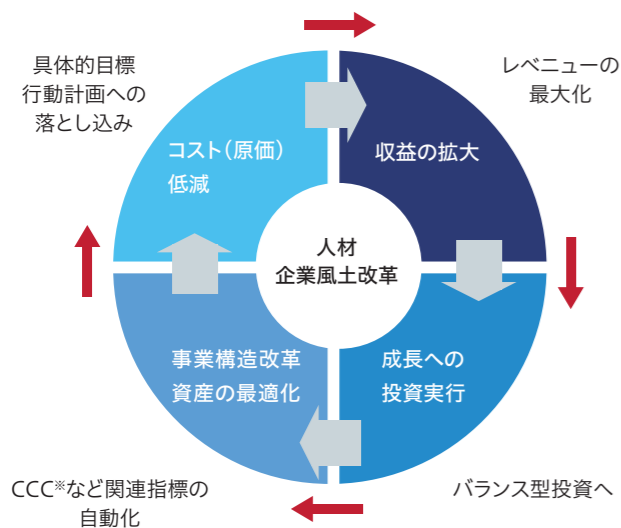 具体的目標
行動計画への
落とし込み
レベニューの
最大化
コスト（原価）
低減
収益の拡大
人材
企業風土改革
事業構造改革
資産の最適化
成長への
投資実行
CCC※など関連指標の
自動化
バランス型投資へ